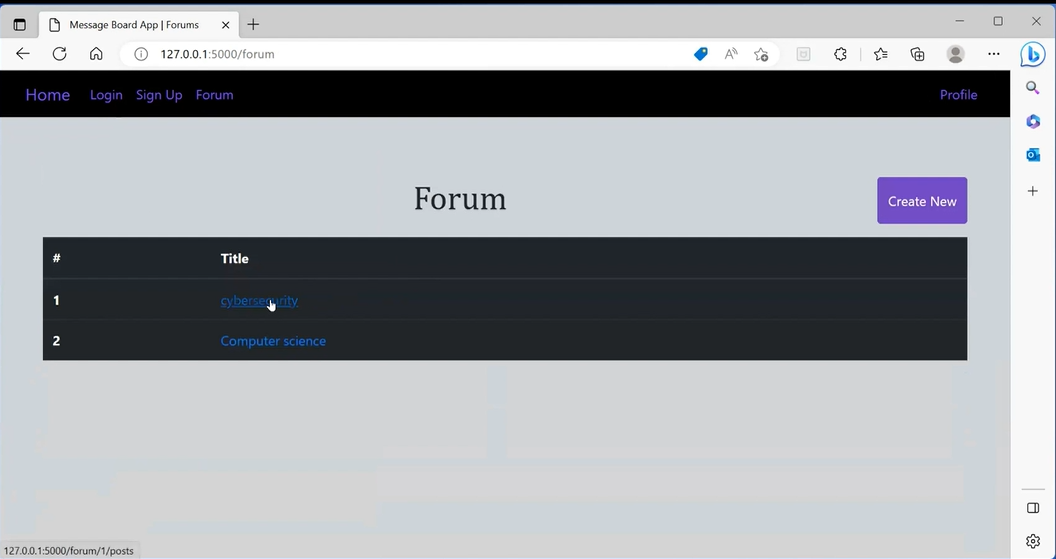 Message Board App | Forums
127.0.0.1:5000/forum
Home Login Sign Up Forum Profile
Forum
Create New
# Title
1 cybersecurity
2 Computer science
127.0.0.1:5000/forum/1/posts